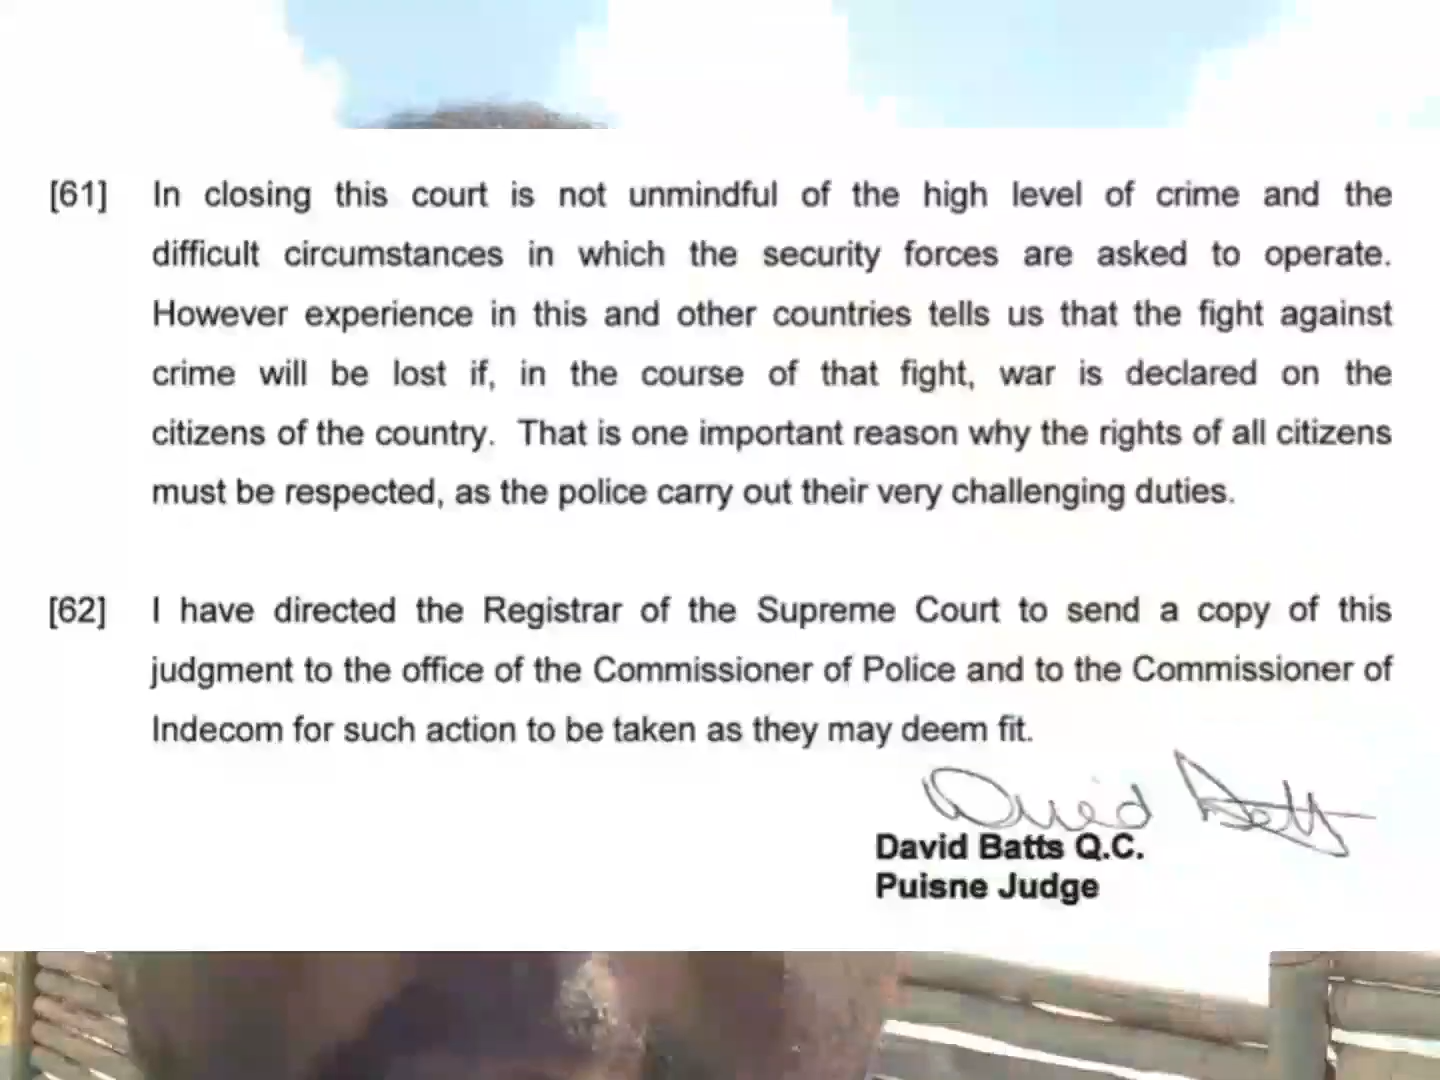 [61] In closing this court is not unmindful of the high level of crime and the
difficult circumstances in which the security forces are asked to operate.
However experience in this and other countries tells us that the fight against
crime will be lost if, in the course of that fight, war is declared on the
citizens of the country. That is one important reason why the rights of all citizens
must be respected, as the police carry out their very challenging duties.
[62] I have directed the Registrar of the Supreme Court to send a copy of this
judgment to the office of the Commissioner of Police and to the Commissioner of
Indecom for such action to be taken as they may deem fit.
David Batts
David Batts Q.C.
Puisne Judge